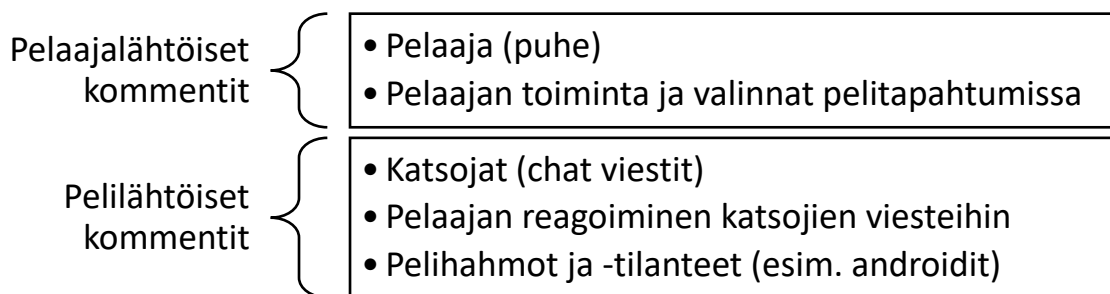 Pelaajalähtöiset
kommentit
• Pelaaja (puhe)
• Pelaajan toiminta ja valinnat pelitapahtumissa
Pelilähtöiset
kommentit
• Katsojat (chat viestit)
• Pelaajan reagoiminen katsojien viesteihin
• Pelihahmot ja -tilanteet (esim. androidit)